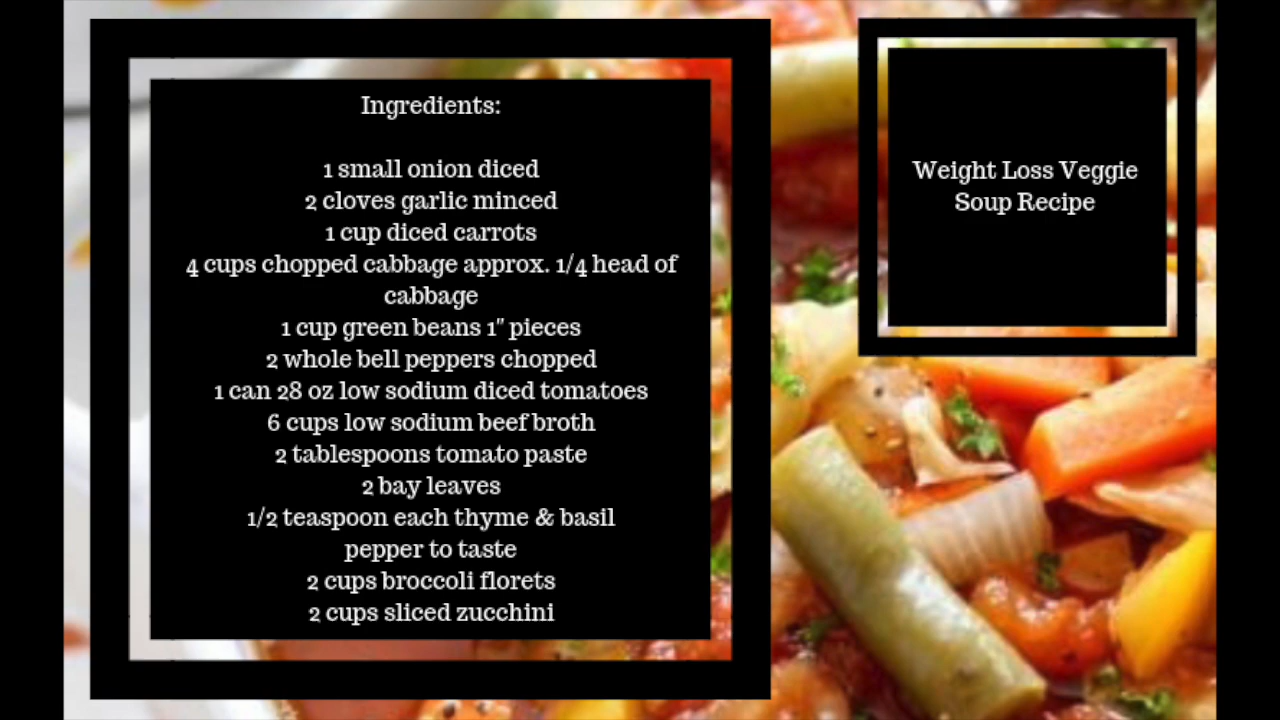 Ingredients:
1 small onion diced
2 cloves garlic minced
1 cup diced carrots
4 cups chopped cabbage approx. 1/4 head of
cabbage
1 cup green beans 1" pieces
2 whole bell peppers chopped
1 can 28 oz low sodium diced tomatoes
6 cups low sodium beef broth
2 tablespoons tomato paste
2 bay leaves
1/2 teaspoon each thyme & basil
pepper to taste
2 cups broccoli florets
2 cups sliced zucchini
Weight Loss Veggie
Soup Recipe